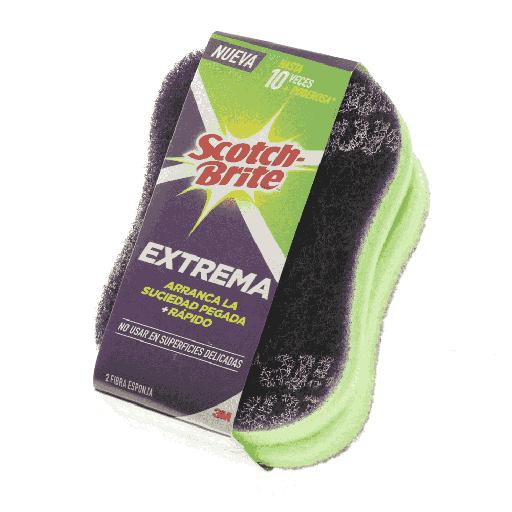 NUEVA
HASTA
10 VECES
+ PODEROSA*
Scotch-
Brite
EXTREMA
ARRANCA LA
SUCIEDAD PEGADA
+RÁPIDO
NO USAR EN SUPERFICIES DELICADAS
2 FIBRA ESPONJA
3M